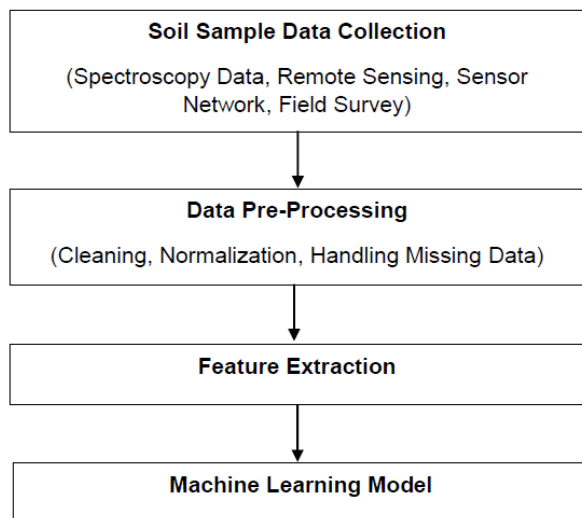 Soil Sample Data Collection
(Spectroscopy Data, Remote Sensing, Sensor
Network, Field Survey)
Data Pre-Processing
(Cleaning, Normalization, Handling Missing Data)
Feature Extraction
Machine Learning Model